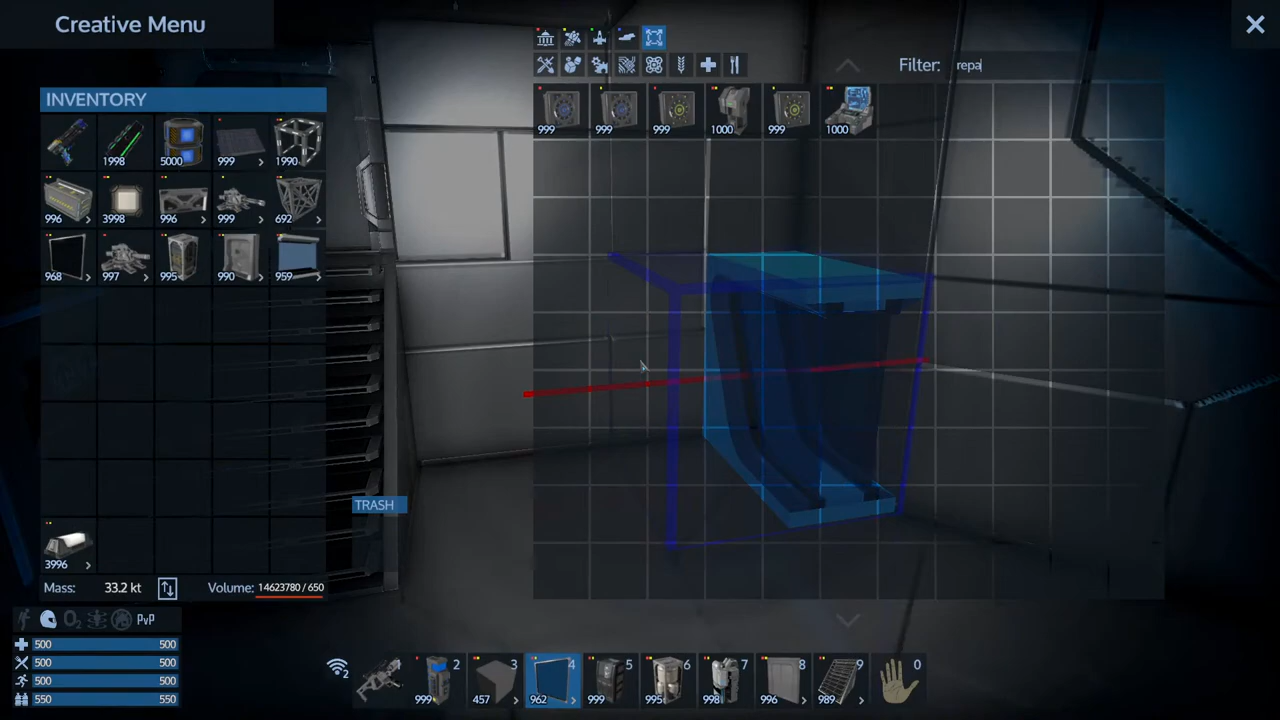 Creative Menu
Filter: repa
INVENTORY
999 999 999 1000 999 1000
1998 5000 999 1990
996 3998 996 999 692
968 997 995 990 959
TRASH
3996
Mass: 33.2 kt Volume: 14623780 / 650
O2 PvP
500 500
500 500
500 500
550 550
2
2 3 4 5 6 7 8 9 0
999 457 962 999 995 998 996 989